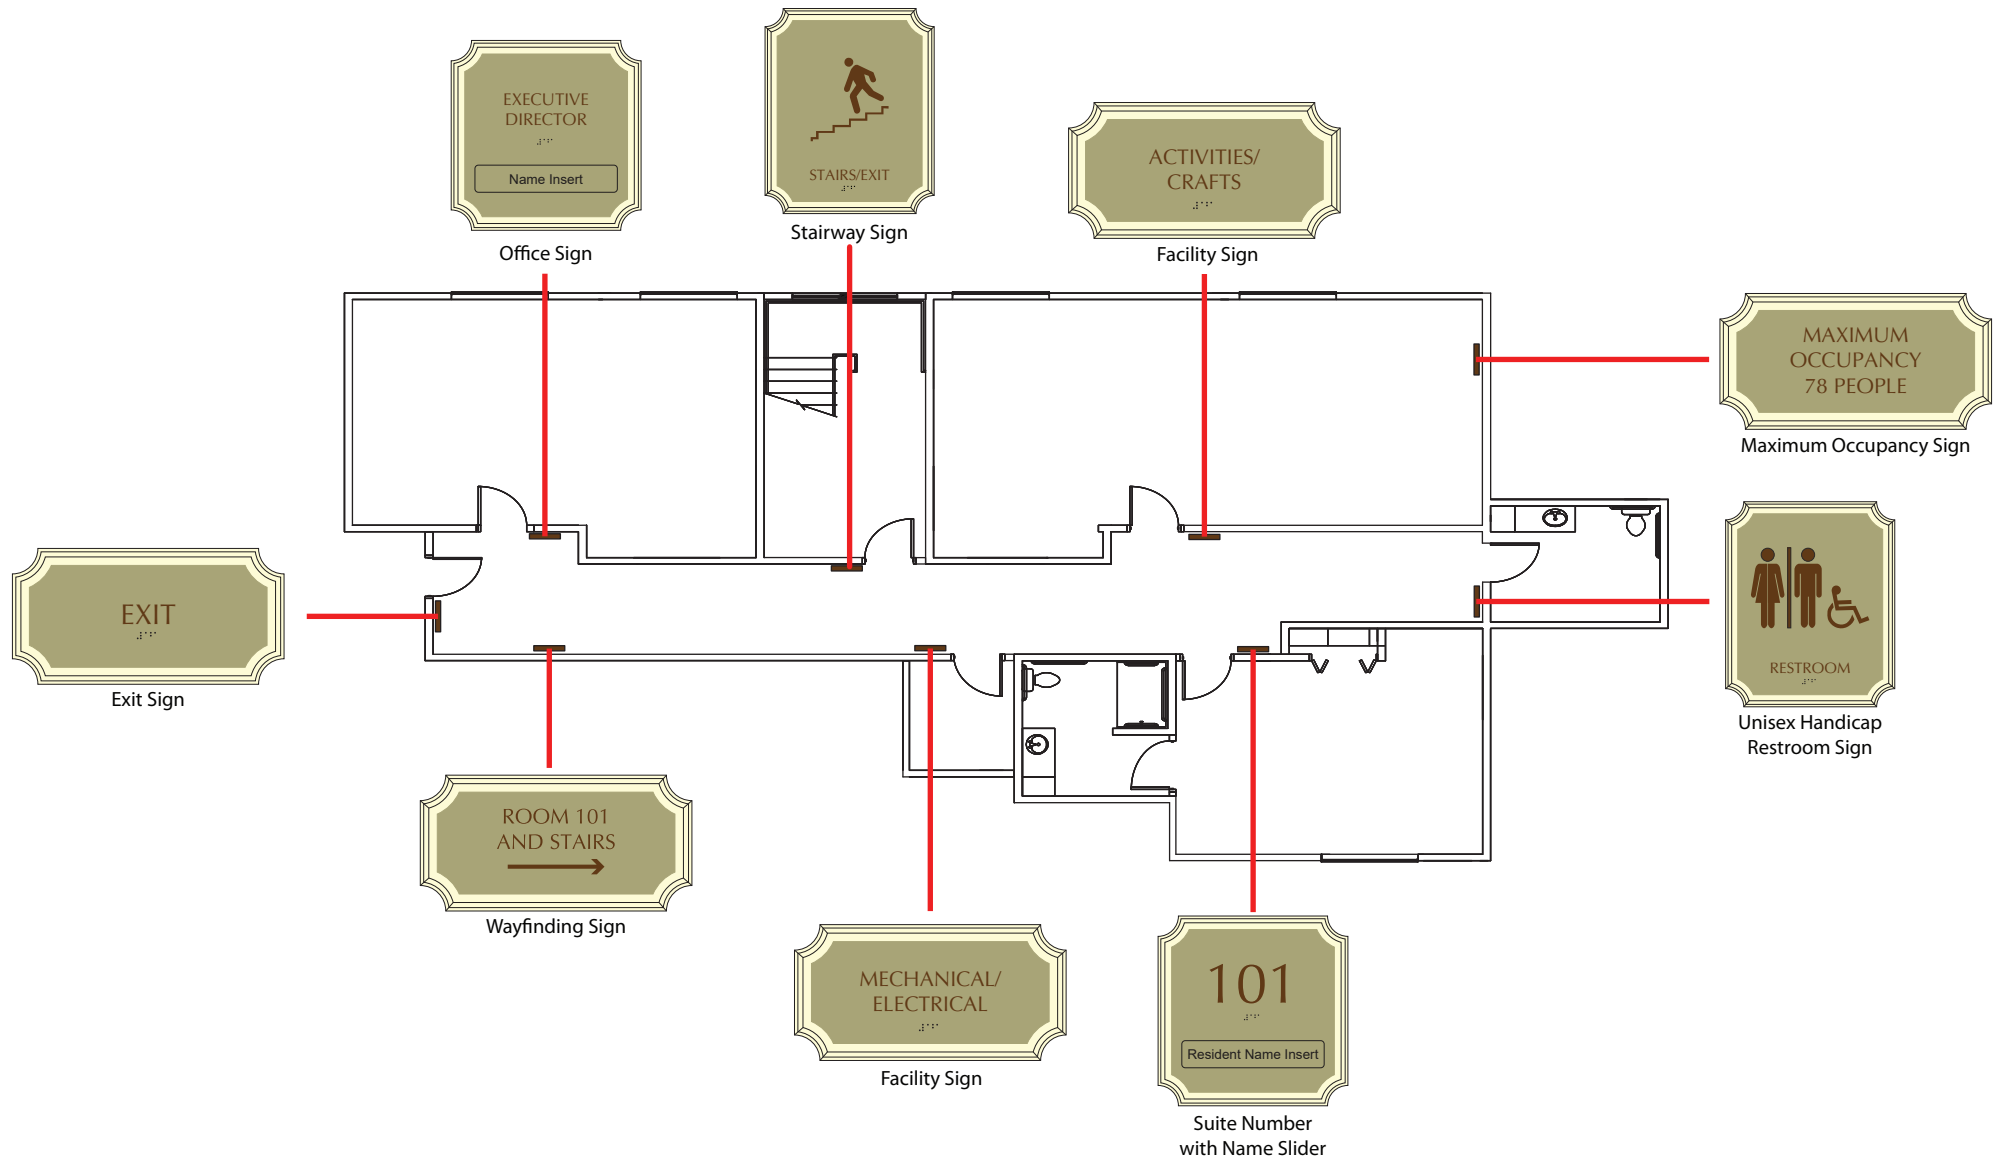 EXECUTIVE
DIRECTOR
Name Insert
Office Sign
STAIRS/EXIT
Stairway Sign
ACTIVITIES/
CRAFTS
Facility Sign
MAXIMUM
OCCUPANCY
78 PEOPLE
Maximum Occupancy Sign
EXIT
Exit Sign
RESTROOM
Unisex Handicap
Restroom Sign
ROOM 101
AND STAIRS
Wayfinding Sign
MECHANICAL/
ELECTRICAL
Facility Sign
101
Resident Name Insert
Suite Number
with Name Slider